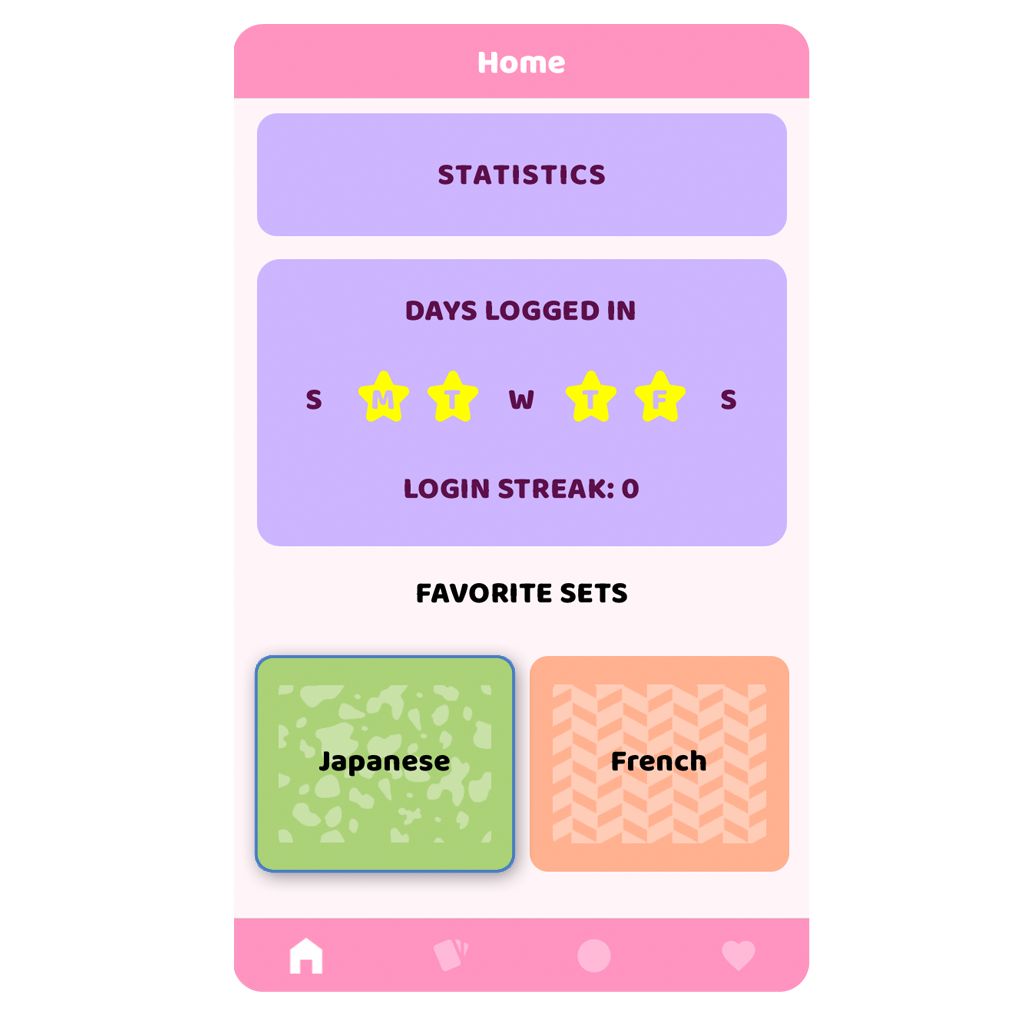 Home
STATISTICS
DAYS LOGGED IN
S M T W T F S
LOGIN STREAK: 0
FAVORITE SETS
Japanese French